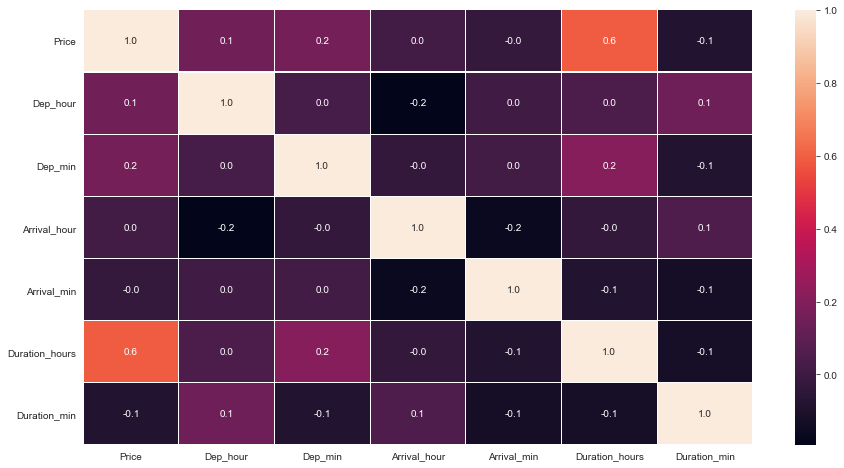 Price 1.0 0.1 0.2 0.0 -0.0 0.6 -0.1
Dep_hour 0.1 1.0 0.0 -0.2 0.0 0.0 0.1
Dep_min 0.2 0.0 1.0 -0.0 0.0 0.2 -0.1
Arrival_hour 0.0 -0.2 -0.0 1.0 -0.2 -0.0 0.1
Arrival_min -0.0 0.0 0.0 -0.2 1.0 -0.1 -0.1
Duration_hours 0.6 0.0 0.2 -0.0 -0.1 1.0 -0.1
Duration_min -0.1 0.1 -0.1 0.1 -0.1 -0.1 1.0
Price Dep_hour Dep_min Arrival_hour Arrival_min Duration_hours Duration_min
1.0
0.8
0.6
0.4
0.2
0.0